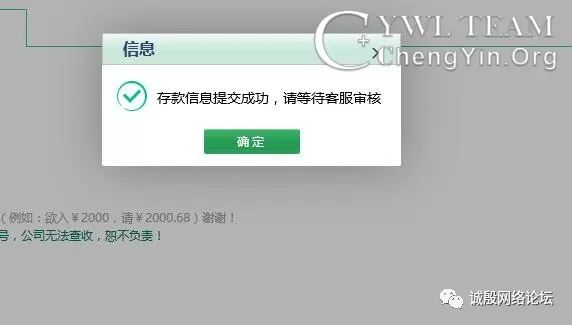 CYWL TEAM
ChengYin.Org
信息
存款信息提交成功，请等待客服审核
确定
（例如：欲入￥2000，请￥2000.68）谢谢！
号，公司无法查收，恕不负责！
诚殷网络论坛